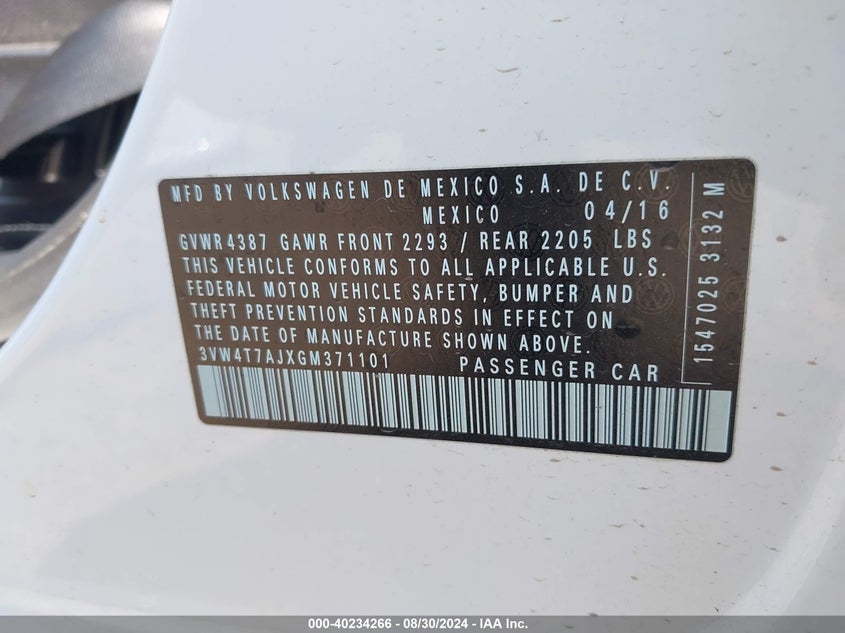 MFD BY VOLKSWAGEN DE MEXICO S.A. DE C.V.
MEXICO 04/16
GVWR 4387 GAWR FRONT 2293 / REAR 2205 LBS
THIS VEHICLE CONFORMS TO ALL APPLICABLE U.S.
FEDERAL MOTOR VEHICLE SAFETY, BUMPER AND
THEFT PREVENTION STANDARDS IN EFFECT ON
THE DATE OF MANUFACTURE SHOWN ABOVE.
3VW4T7AJXGM371101 PASSENGER CAR
1547025 3132 M
000-40234266 - 08/30/2024 - IAA Inc.